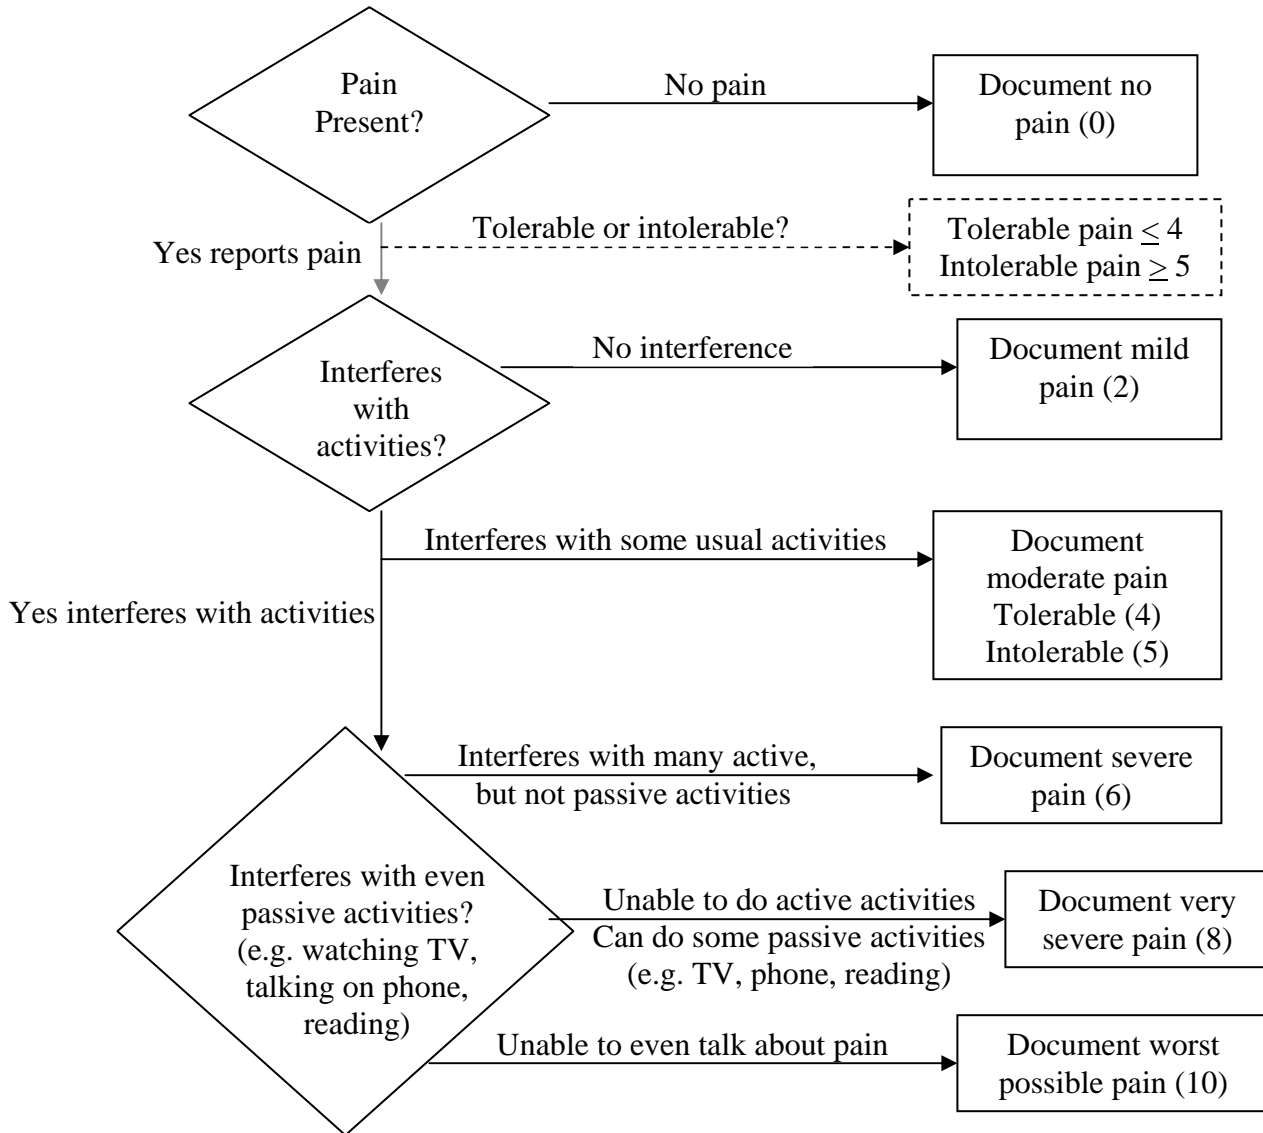 Pain
Present?
No pain
Document no
pain (0)
Yes reports pain
Tolerable or intolerable?
Tolerable pain ≤ 4
Intolerable pain ≥ 5
Interferes
with
activities?
No interference
Document mild
pain (2)
Yes interferes with activities
Interferes with some usual activities
Document
moderate pain
Tolerable (4)
Intolerable (5)
Interferes with many active,
but not passive activities
Document severe
pain (6)
Interferes with even
passive activities?
(e.g. watching TV,
talking on phone,
reading)
Unable to do active activities
Can do some passive activities
(e.g. TV, phone, reading)
Document very
severe pain (8)
Unable to even talk about pain
Document worst
possible pain (10)